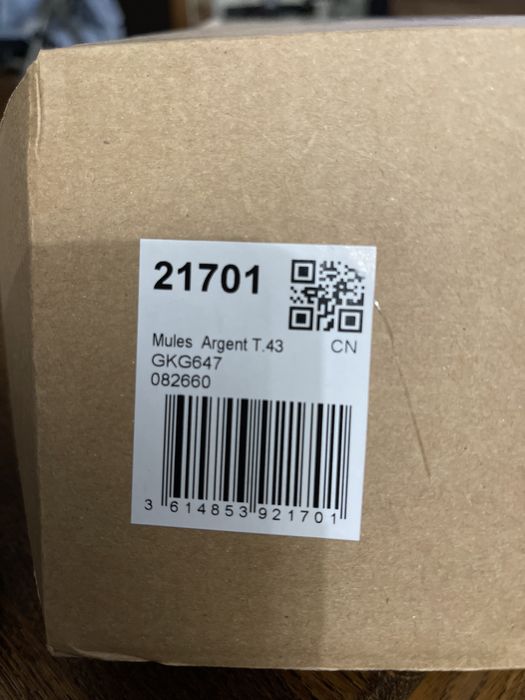 21701
Mules Argent T.43 CN
GKG647
082660
3 614853 921701